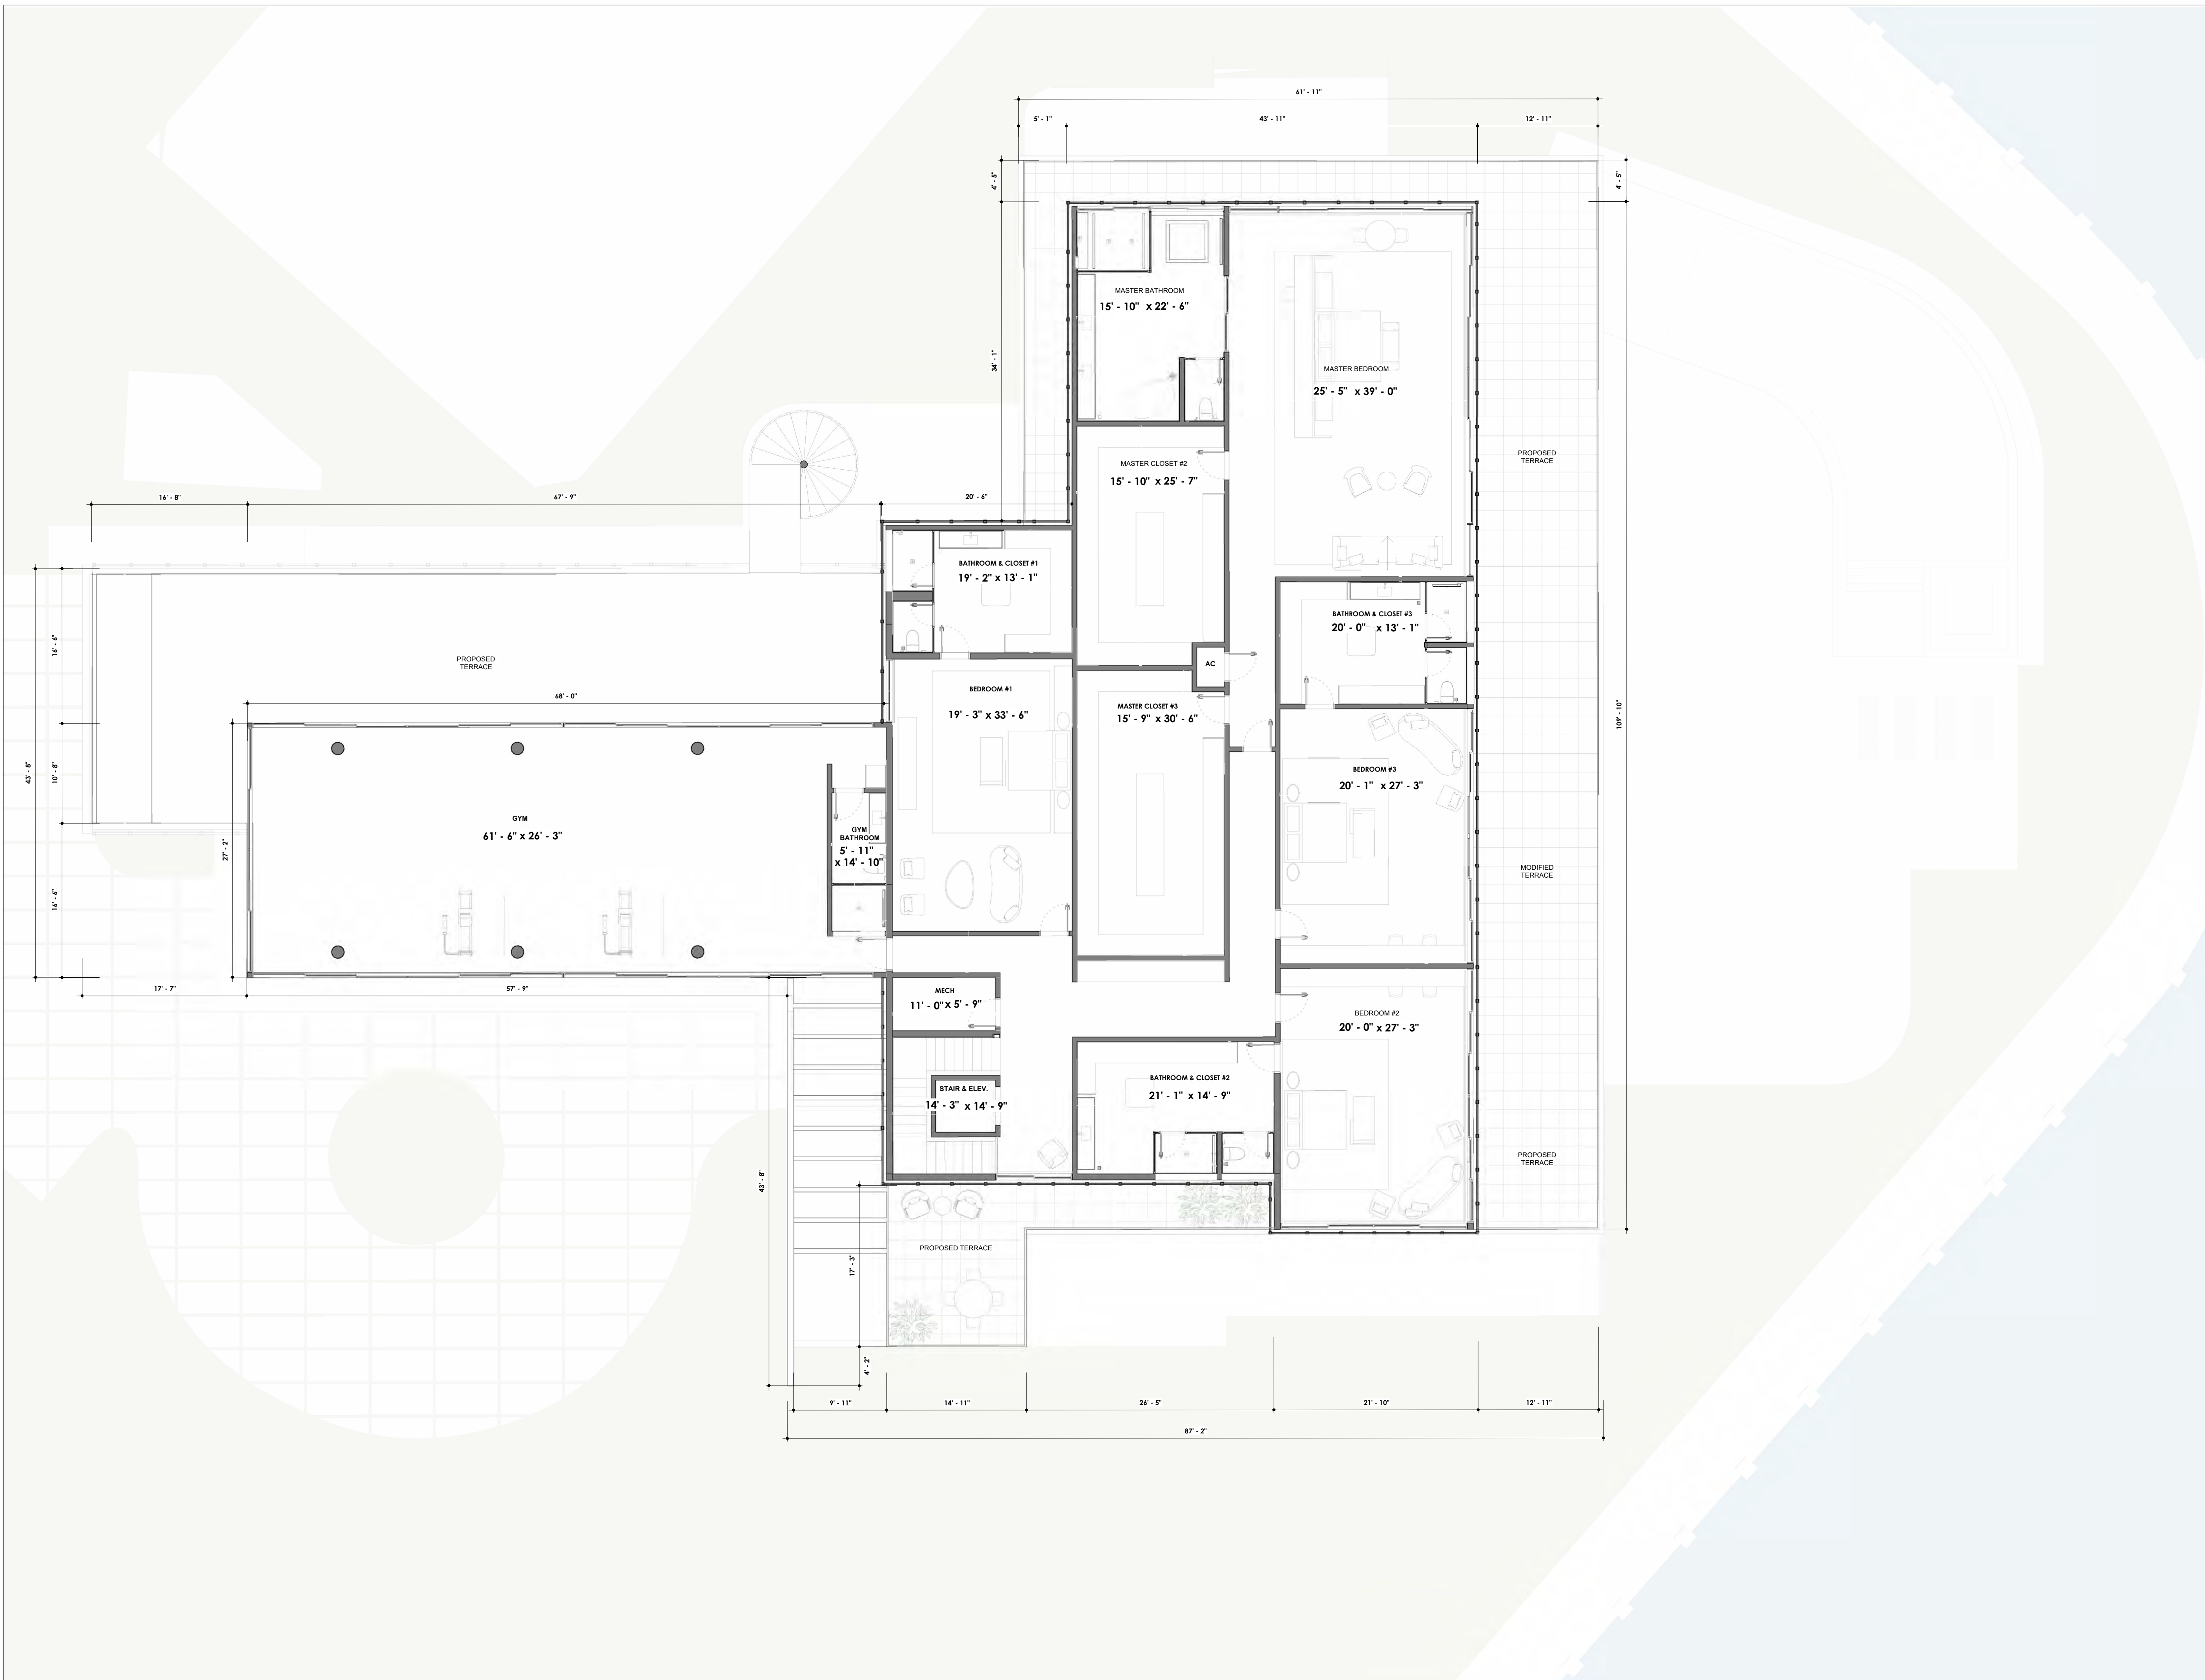 61' - 11"
5' - 1"
43' - 11"
12' - 11"
4' - 5"
4' - 5"
34' - 1"
MASTER BATHROOM
15' - 10" x 22' - 6"
MASTER BEDROOM
25' - 5" x 39' - 0"
PROPOSED
TERRACE
MASTER CLOSET #2
15' - 10" x 25' - 7"
16' - 8"
67' - 9"
20' - 6"
BATHROOM & CLOSET #1
19' - 2" x 13' - 1"
BATHROOM & CLOSET #3
20' - 0" x 13' - 1"
16' - 6"
PROPOSED
TERRACE
AC
68' - 0"
BEDROOM #1
19' - 3" x 33' - 6"
MASTER CLOSET #3
15' - 9" x 30' - 6"
109' - 10"
43' - 8"
10' - 8"
BEDROOM #3
20' - 1" x 27' - 3"
GYM
61' - 6" x 26' - 3"
GYM
BATHROOM
5' - 11"
x 14' - 10"
27' - 2"
MODIFIED
TERRACE
16' - 6"
17' - 7"
57' - 9"
MECH
11' - 0" x 5' - 9"
BEDROOM #2
20' - 0" x 27' - 3"
STAIR & ELEV.
14' - 3" x 14' - 9"
BATHROOM & CLOSET #2
21' - 1" x 14' - 9"
PROPOSED
TERRACE
43' - 8"
17' - 3"
PROPOSED TERRACE
4' - 2"
9' - 11"
14' - 11"
26' - 5"
21' - 10"
12' - 11"
87' - 2"